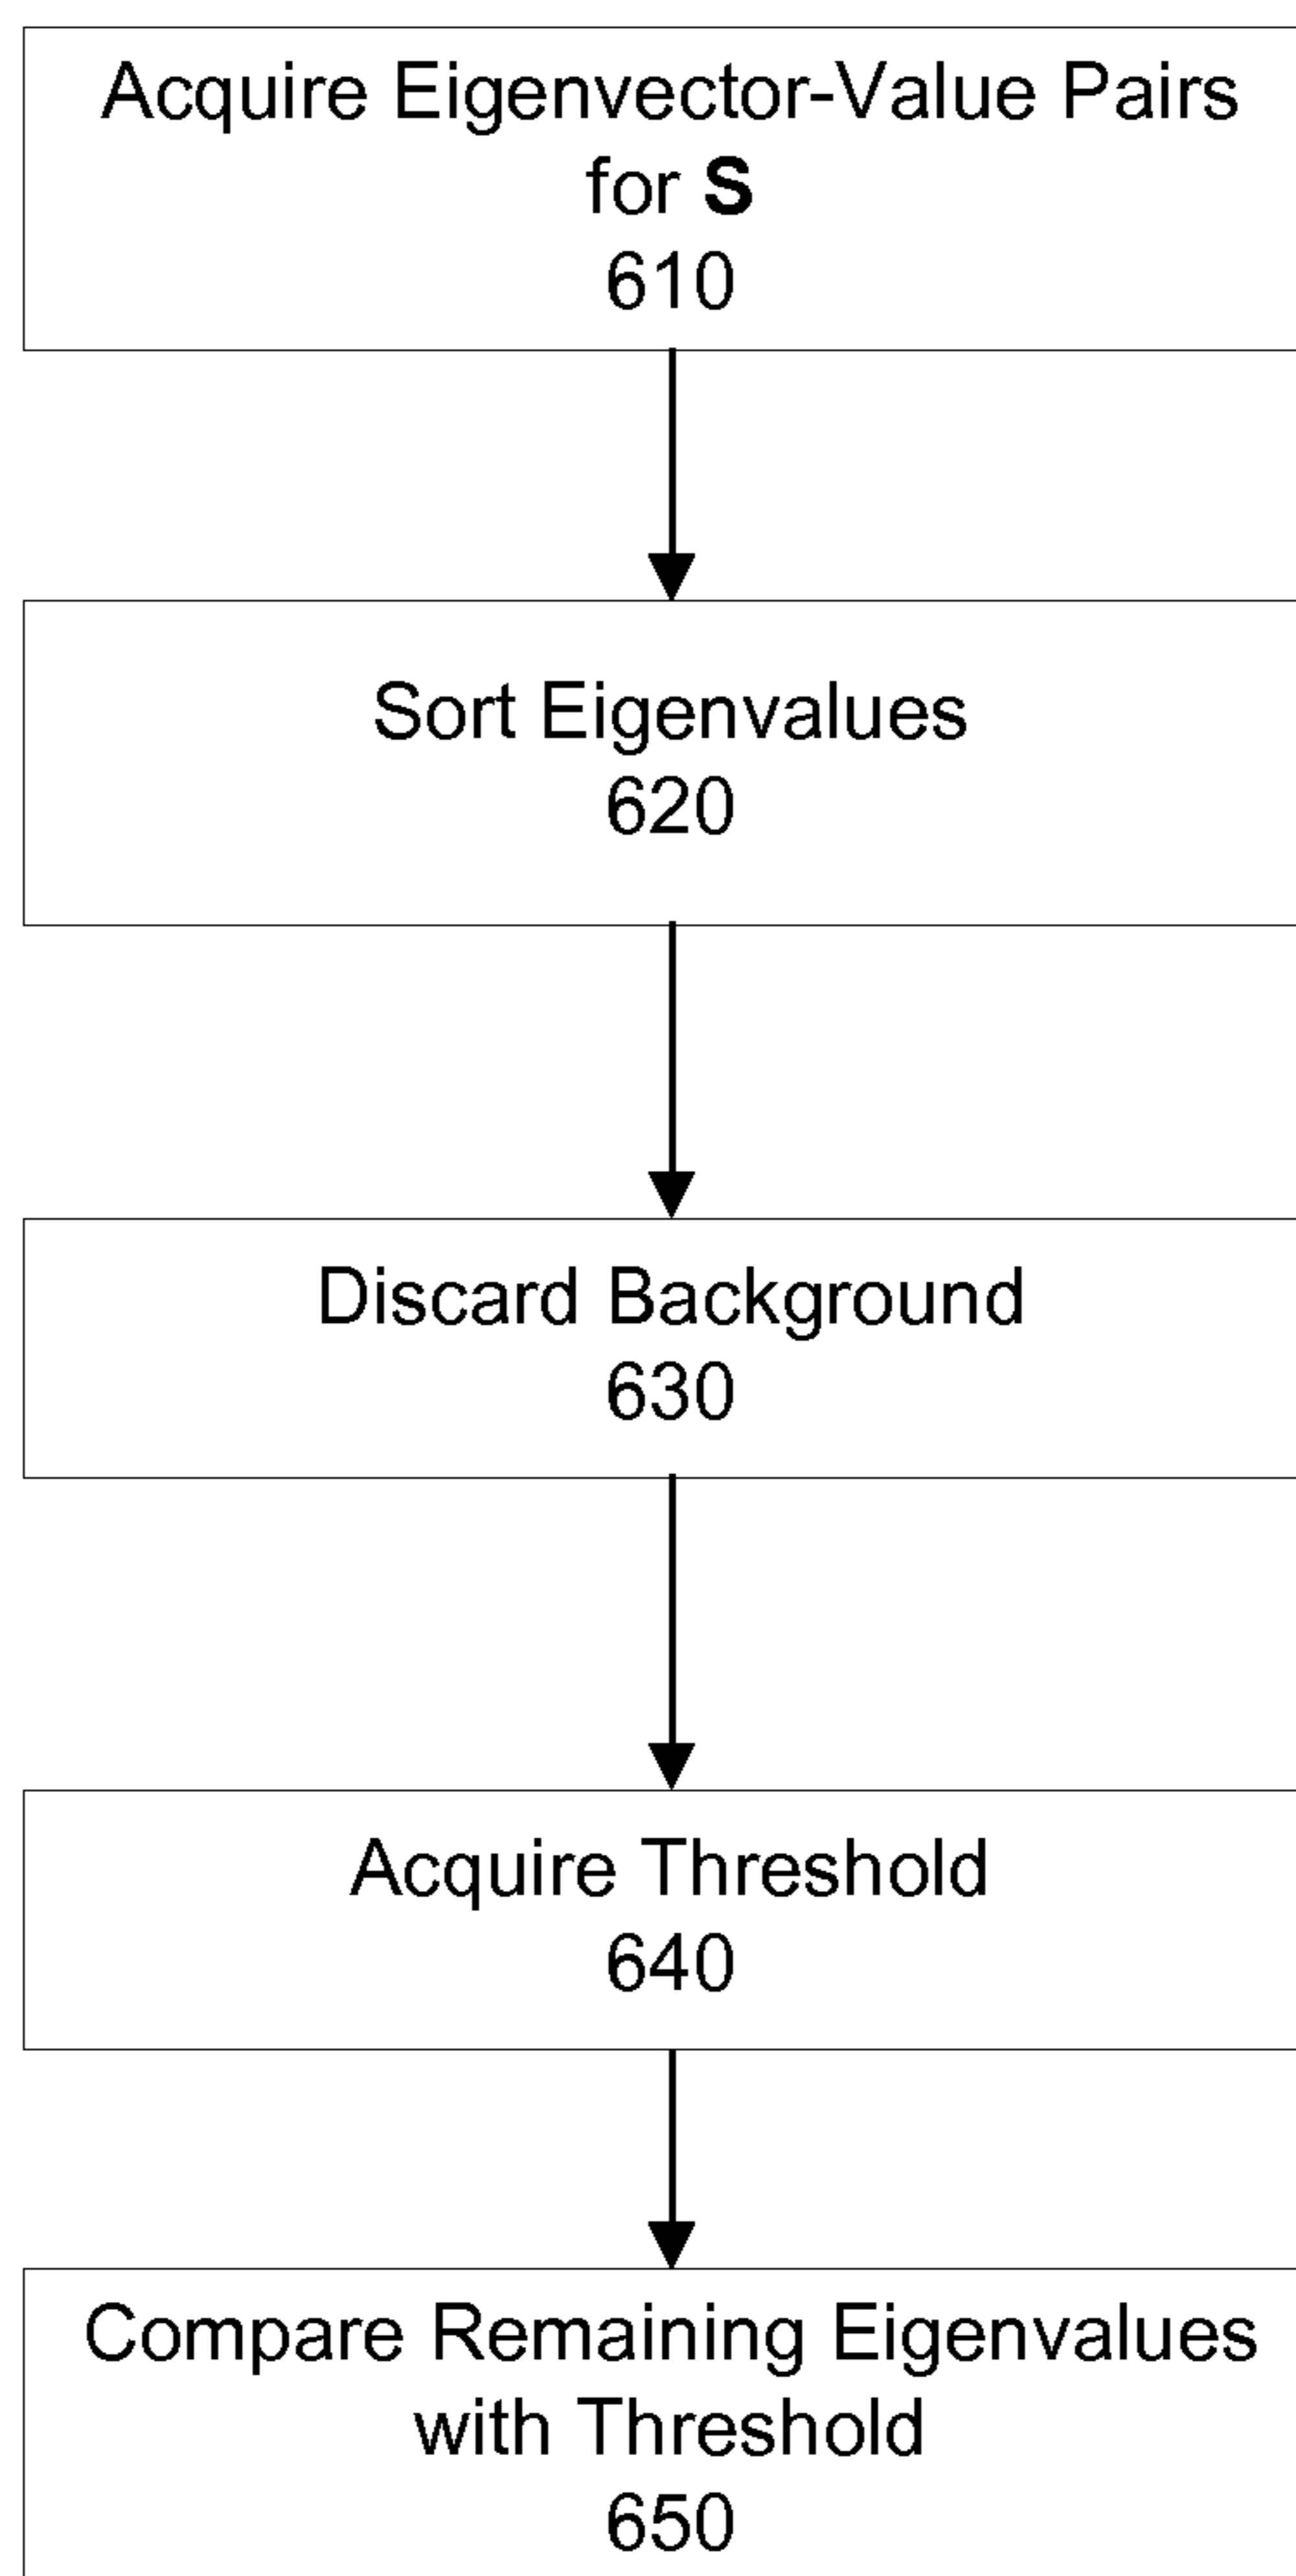 Acquire Eigenvector-Value Pairs
for S
610
Sort Eigenvalues
620
Discard Background
630
Acquire Threshold
640
Compare Remaining Eigenvalues
with Threshold
650